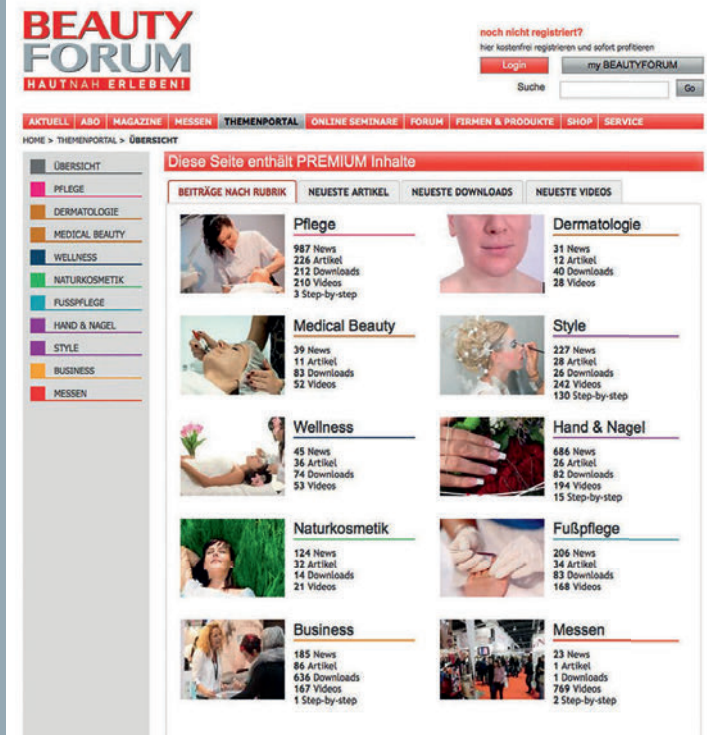 BEAUTY
FORUM
HAUTNAH ERLEBEN!
noch nicht registriert?
hier kostenfrei registrieren und sofort profitieren
Login
my BEAUTYFORUM
Suche
Go
AKTUELL ABO MAGAZINE MESSEN THEMENPORTAL ONLINE SEMINARE FORUM FIRMEN & PRODUKTE SHOP SERVICE
HOME > THEMENPORTAL > ÜBERSICHT
ÜBERSICHT
PFLEGE
DERMATOLOGIE
MEDICAL BEAUTY
WELLNESS
NATURKOSMETIK
FUSSPFLEGE
HAND & NAGEL
STYLE
BUSINESS
MESSEN
Diese Seite enthält PREMIUM Inhalte
BEITRÄGE NACH RUBRIK
NEUESTE ARTIKEL
NEUESTE DOWNLOADS
NEUESTE VIDEOS
Pflege
987 News
226 Artikel
212 Downloads
210 Videos
3 Step-by-step
Dermatologie
31 News
12 Artikel
40 Downloads
28 Videos
Medical Beauty
39 News
11 Artikel
83 Downloads
52 Videos
Style
227 News
28 Artikel
26 Downloads
242 Videos
130 Step-by-step
Wellness
45 News
36 Artikel
74 Downloads
53 Videos
Hand & Nagel
686 News
26 Artikel
82 Downloads
194 Videos
15 Step-by-step
Naturkosmetik
124 News
32 Artikel
14 Downloads
21 Videos
Fußpflege
206 News
34 Artikel
83 Downloads
168 Videos
Business
185 News
86 Artikel
636 Downloads
167 Videos
1 Step-by-step
Messen
23 News
1 Artikel
1 Downloads
769 Videos
2 Step-by-step